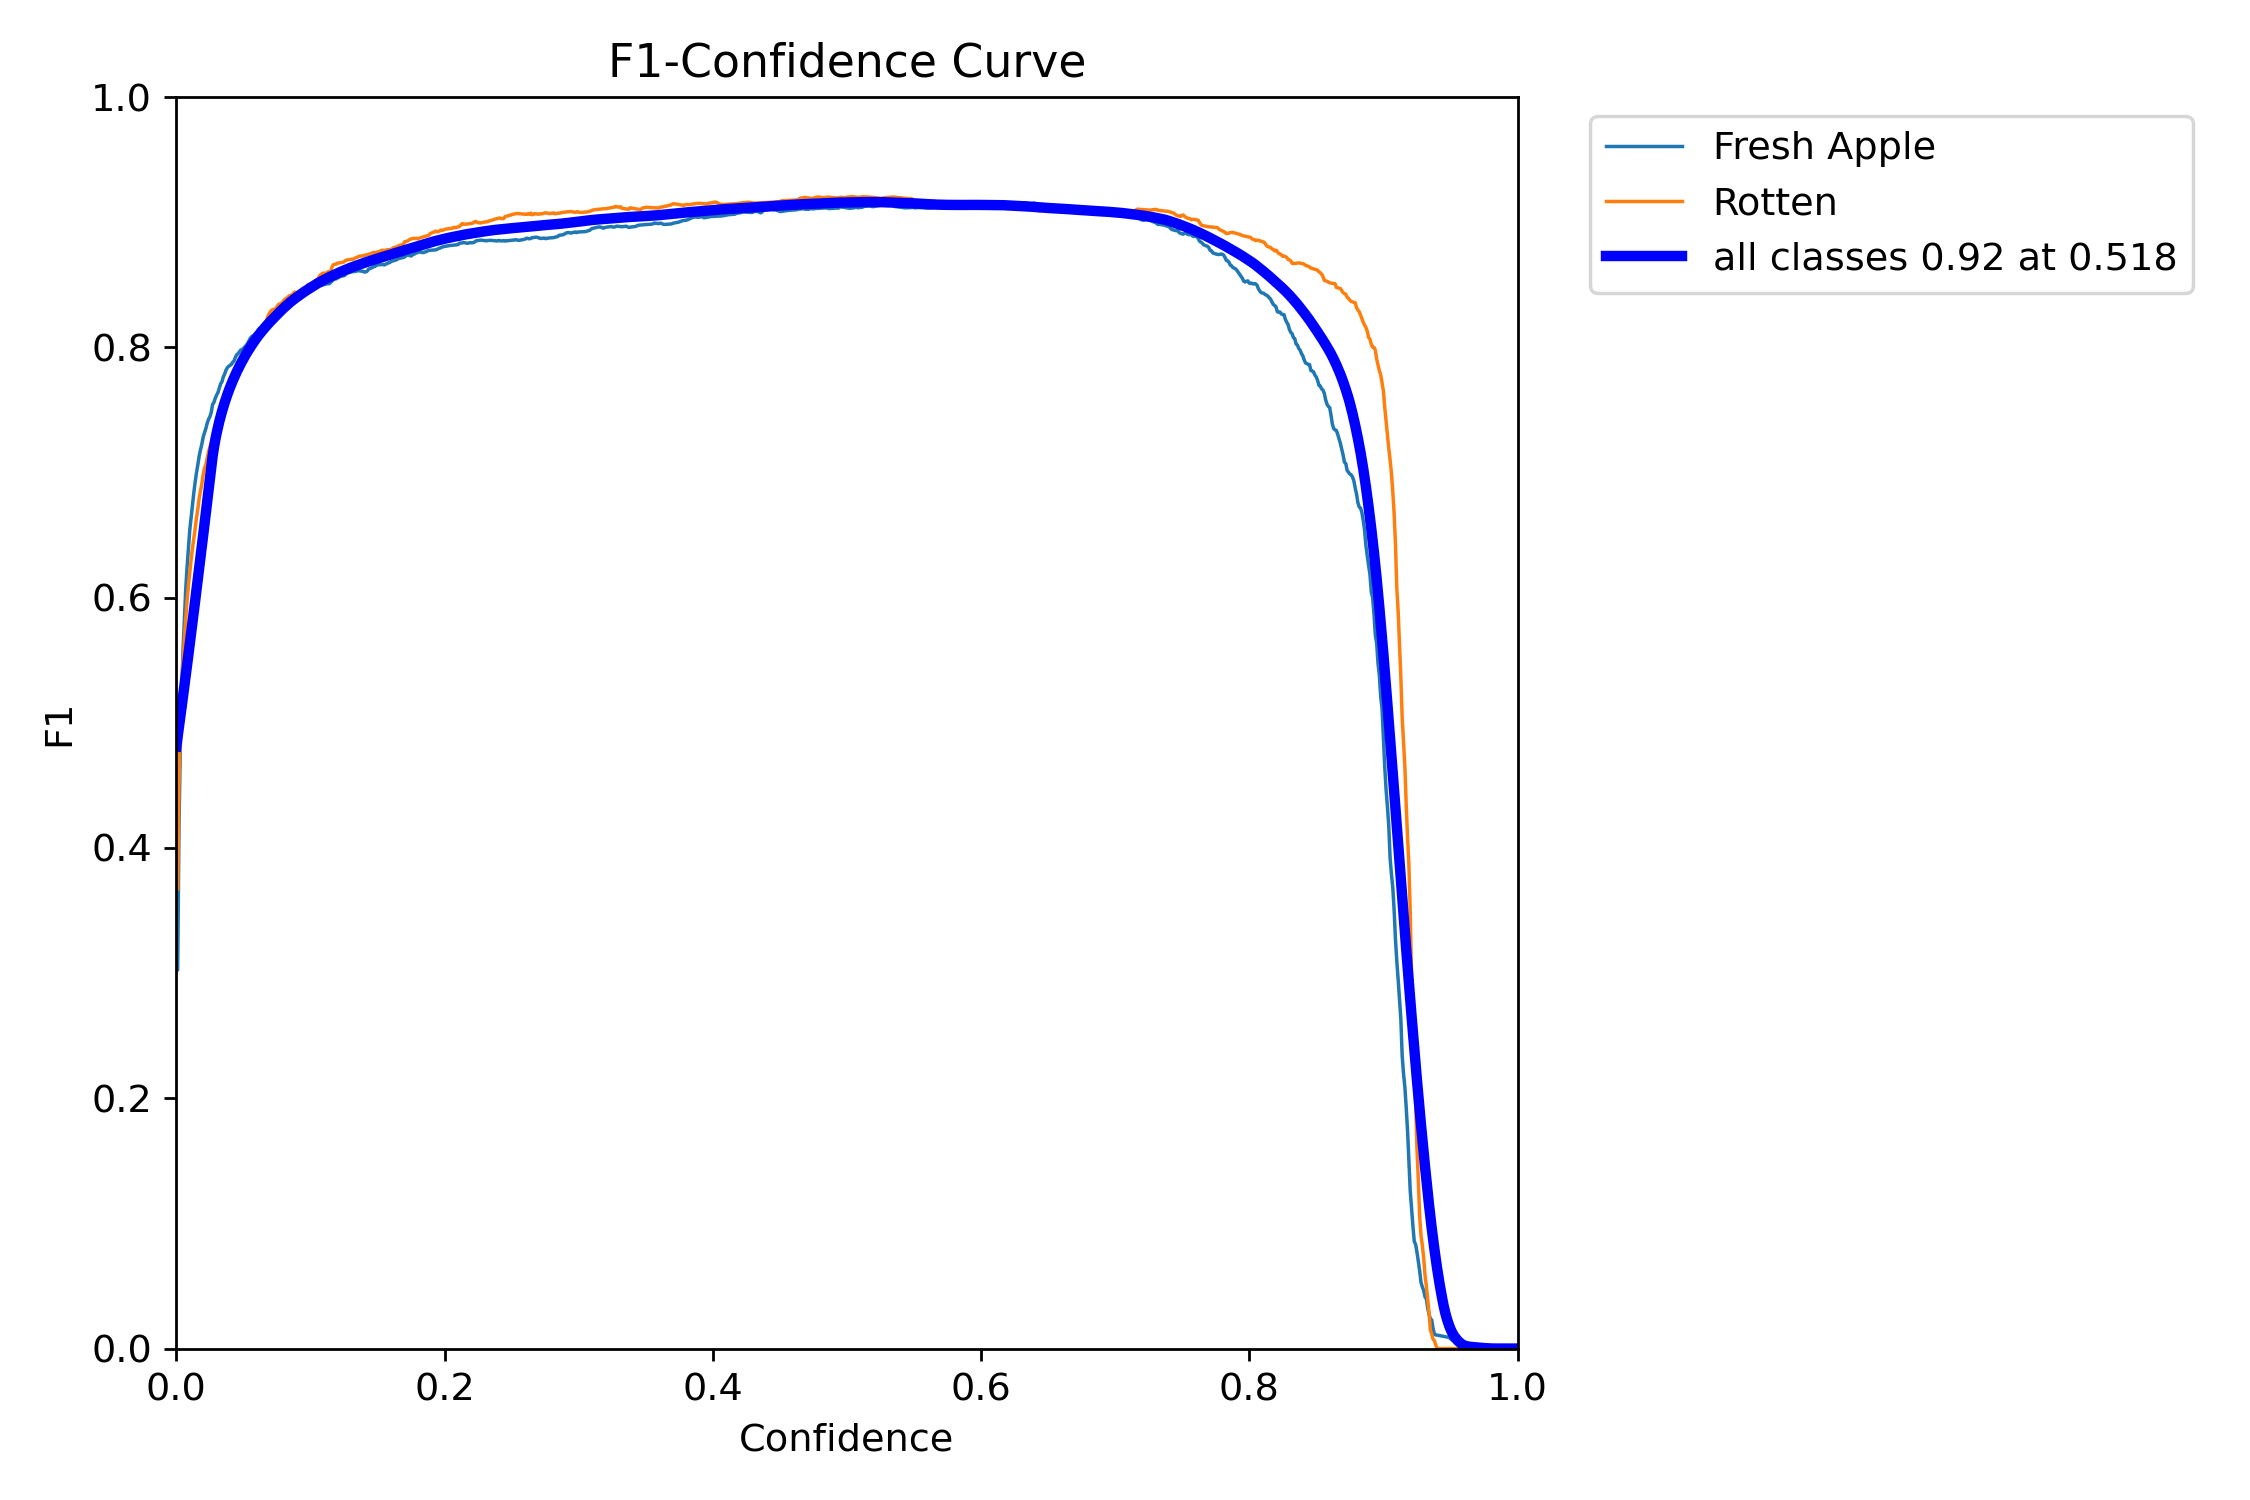 F1-Confidence Curve
1.0
0.8
0.6
0.4
0.2
0.0
F1
0.0 0.2 0.4 0.6 0.8 1.0
Confidence
Fresh Apple
Rotten
all classes 0.92 at 0.518